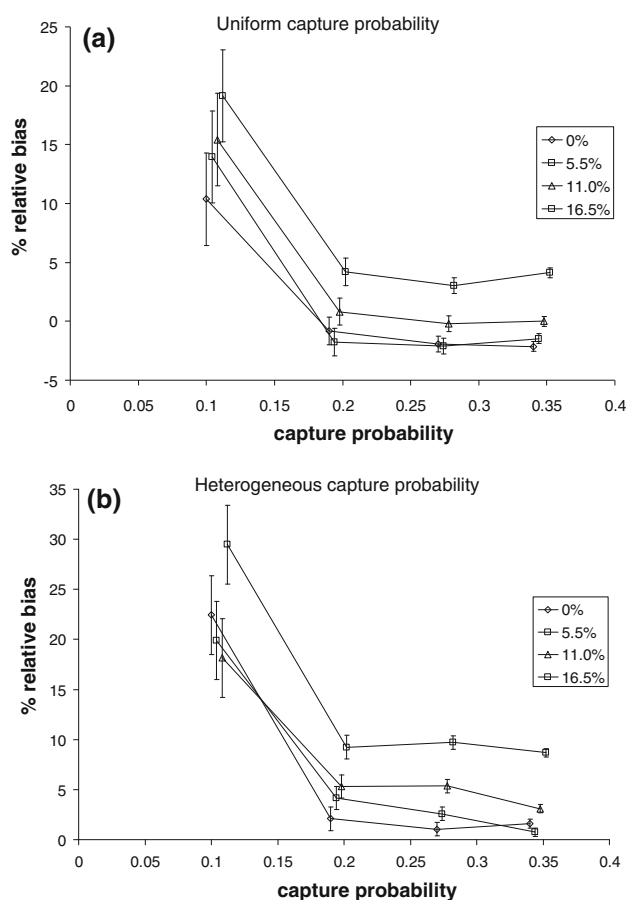 Uniform capture probability
(a)
25
20
15
10
5
0
-5
% relative bias
0%
5.5%
11.0%
16.5%
0 0.05 0.1 0.15 0.2 0.25 0.3 0.35 0.4
capture probability
Heterogeneous capture probability
(b)
35
30
25
20
15
10
5
0
% relative bias
0%
5.5%
11.0%
16.5%
0 0.05 0.1 0.15 0.2 0.25 0.3 0.35 0.4
capture probability